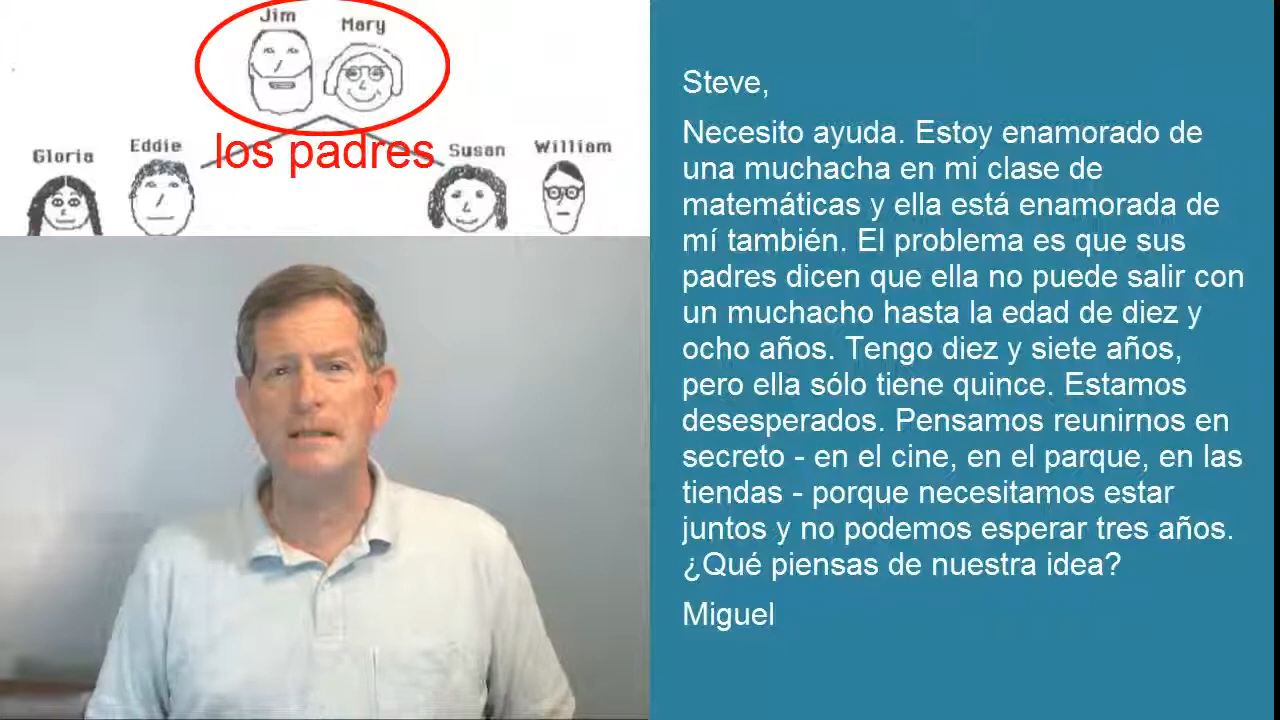 Jim
Mary
los padres
Gloria
Eddie
Susan
William
Steve,
Necesito ayuda. Estoy enamorado de
una muchacha en mi clase de
matemáticas y ella está enamorada de
mí también. El problema es que sus
padres dicen que ella no puede salir con
un muchacho hasta la edad de diez y
ocho años. Tengo diez y siete años,
pero ella sólo tiene quince. Estamos
desesperados. Pensamos reunirnos en
secreto - en el cine, en el parque, en las
tiendas - porque necesitamos estar
juntos y no podemos esperar tres años.
¿Qué piensas de nuestra idea?
Miguel